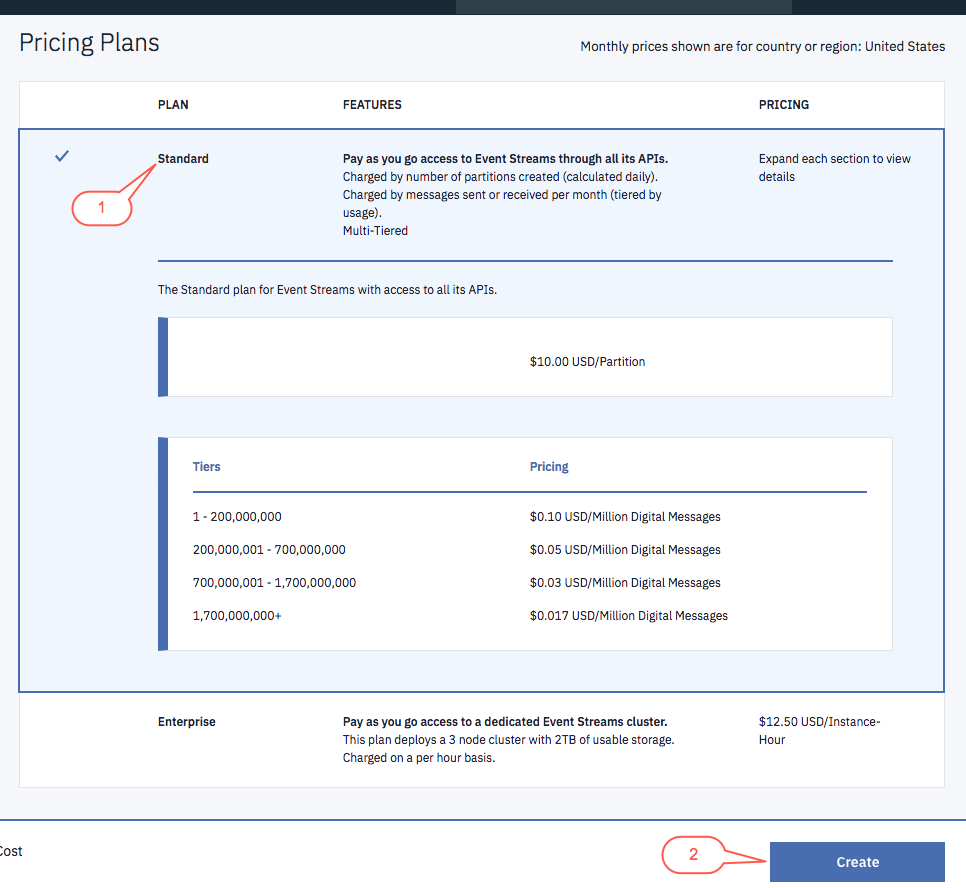 Pricing Plans
Monthly prices shown are for country or region: United States
PLAN FEATURES PRICING
Standard
Pay as you go access to Event Streams through all its APIs.
Charged by number of partitions created (calculated daily).
Charged by messages sent or received per month (tiered by
usage).
Multi-Tiered
Expand each section to view
details
1
The Standard plan for Event Streams with access to all its APIs.
$10.00 USD/Partition
Tiers Pricing
1 - 200,000,000 $0.10 USD/Million Digital Messages
200,000,001 - 700,000,000 $0.05 USD/Million Digital Messages
700,000,001 - 1,700,000,000 $0.03 USD/Million Digital Messages
1,700,000,000+ $0.017 USD/Million Digital Messages
Enterprise
Pay as you go access to a dedicated Event Streams cluster.
This plan deploys a 3 node cluster with 2TB of usable storage.
Charged on a per hour basis.
$12.50 USD/Instance-
Hour
Cost
2
Create